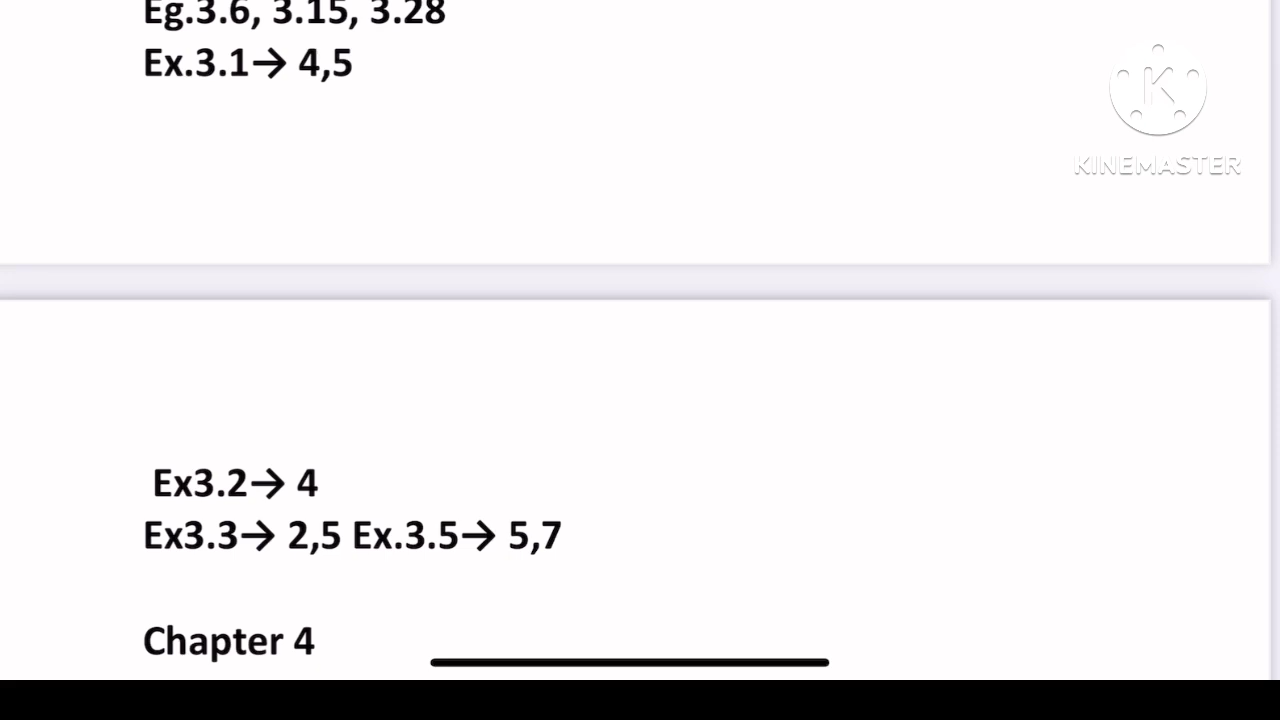 Eg.3.6, 3.15, 3.28
Ex.3.1→ 4,5
K
KINEMASTER
Ex3.2→ 4
Ex3.3→ 2,5 Ex.3.5→ 5,7
Chapter 4